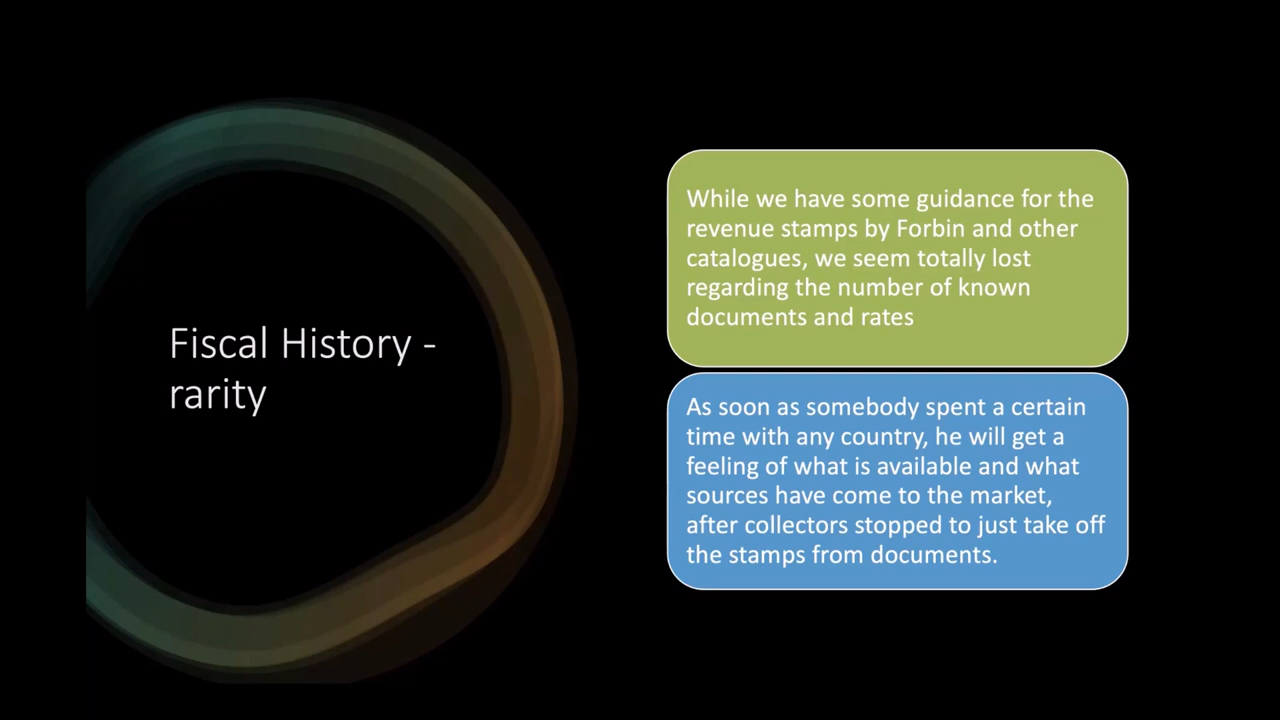 Fiscal History -
rarity
While we have some guidance for the
revenue stamps by Forbin and other
catalogues, we seem totally lost
regarding the number of known
documents and rates
As soon as somebody spent a certain
time with any country, he will get a
feeling of what is available and what
sources have come to the market,
after collectors stopped to just take off
the stamps from documents.